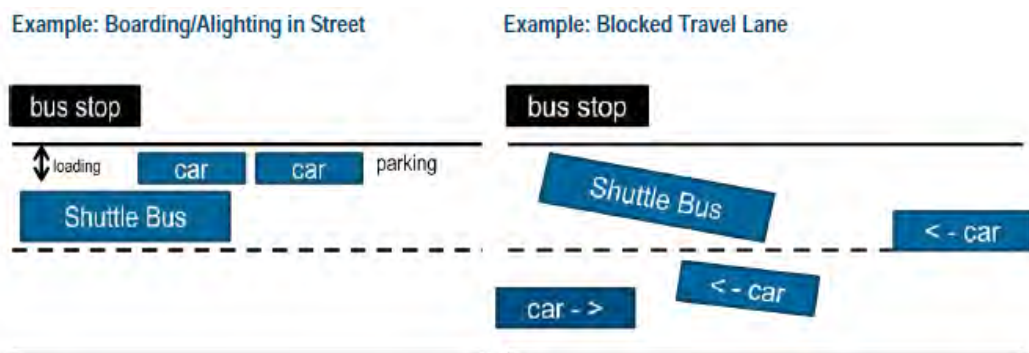 Example: Boarding/Alighting in Street
bus stop
loading
car
car
parking
Shuttle Bus
Example: Blocked Travel Lane
bus stop
Shuttle Bus
< - car
< - car
car - >